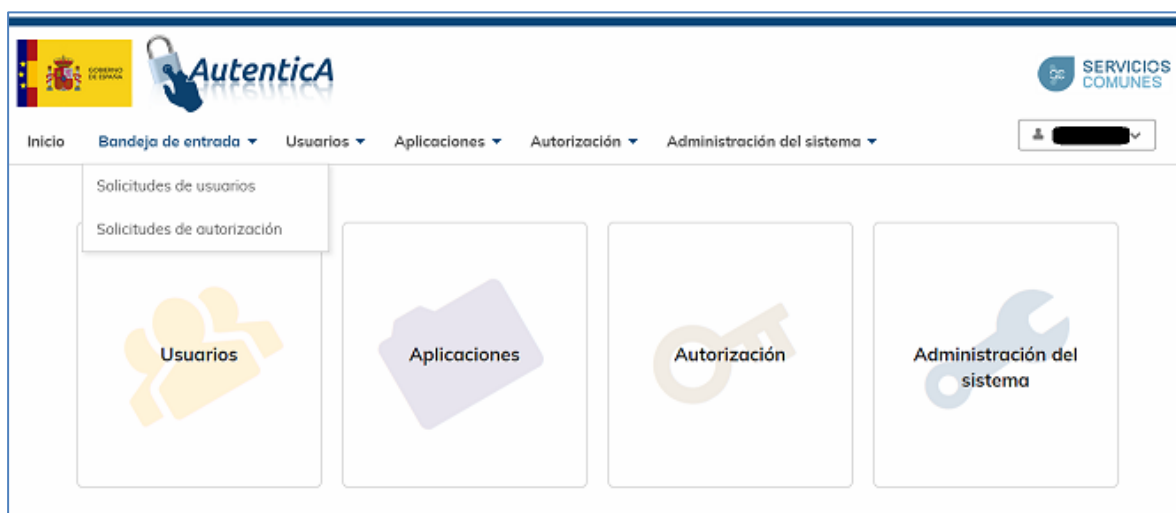 GOBIERNO
DE ESPAÑA
AutenticA
SERVICIOS
COMUNES
Inicio Bandeja de entrada Usuarios Aplicaciones Autorización Administración del sistema
Solicitudes de usuarios
Solicitudes de autorización
Usuarios
Aplicaciones
Autorización
Administración del
sistema